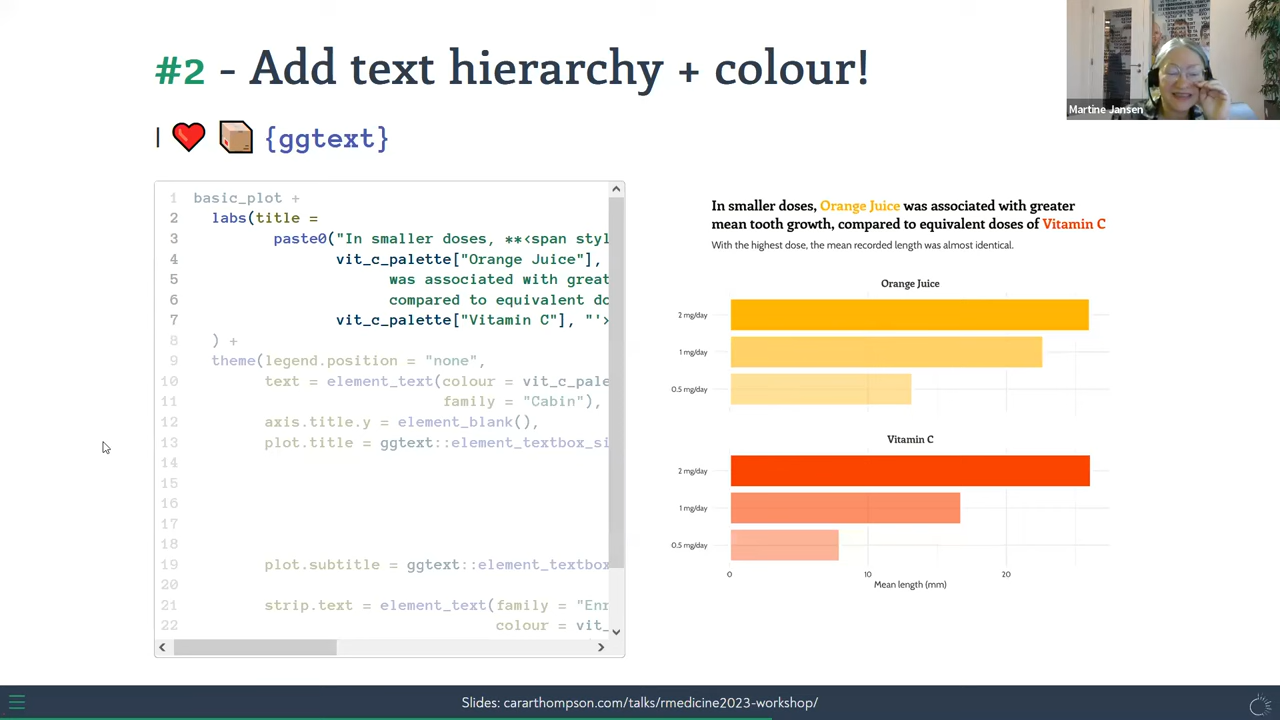 #2 - Add text hierarchy + colour!
Martine Jansen
I ❤️ 📦 {ggtext}
1 basic_plot +
2 labs(title =
3 paste0("In smaller doses, **<span styl
4 vit_c_palette["Orange Juice"],
5 was associated with great
6 compared to equivalent do
7 vit_c_palette["Vitamin C"], "'>
8 ) +
9 theme(legend.position = "none",
10 text = element_text(colour = vit_c_pale
11 family = "Cabin"),
12 axis.title.y = element_blank(),
13 plot.title = ggtext::element_textbox_si
14
15
16
17
18
19 plot.subtitle = ggtext::element_textbox
20
21 strip.text = element_text(family = "Enr
22 colour = vit_
In smaller doses, Orange Juice was associated with greater
mean tooth growth, compared to equivalent doses of Vitamin C
With the highest dose, the mean recorded length was almost identical.
Orange Juice
2 mg/day
1 mg/day
0.5 mg/day
Vitamin C
2 mg/day
1 mg/day
0.5 mg/day
0 10 20
Mean length (mm)
Slides: cararthompson.com/talks/rmedicine2023-workshop/